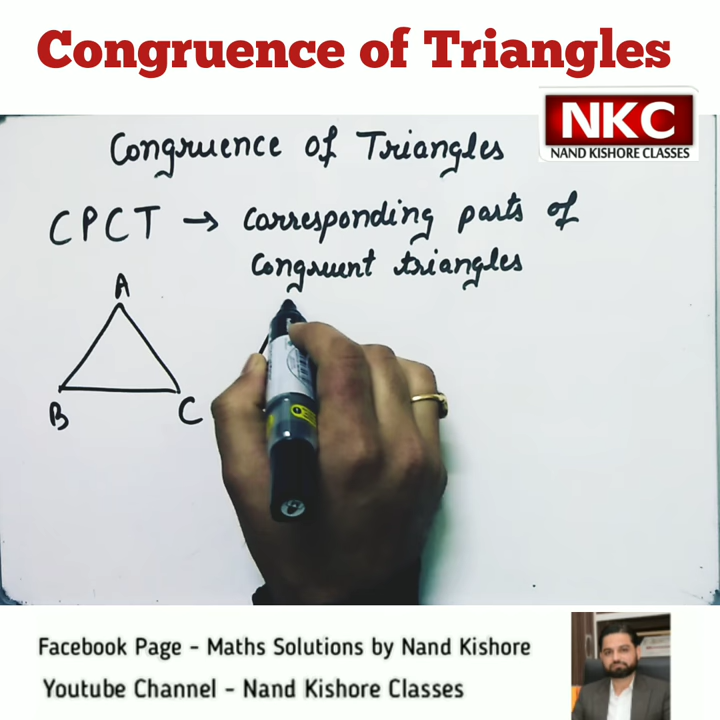 Congruence of Triangles
NKC
NAND KISHORE CLASSES
Congruence of Triangles
CPCT → Corresponding parts of
Congruent triangles
A
B
C
Facebook Page - Maths Solutions by Nand Kishore
Youtube Channel - Nand Kishore Classes